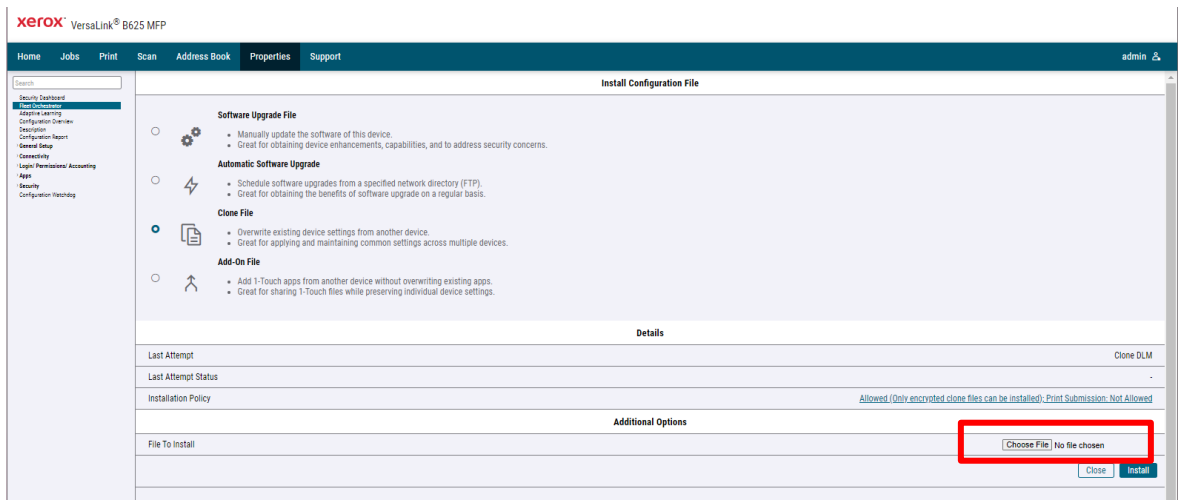 xerox™ VersaLink® B625 MFP
Home Jobs Print Scan Address Book Properties Support admin
Search
Security Dashboard
Fleet Orchestrator
Adaptive Learning
Configuration Overview
Description
Configuration Report
General Setup
Connectivity
Login/ Permissions/ Accounting
Apps
Security
Configuration Watchdog
Install Configuration File
Software Upgrade File
Manually update the software of this device.
Great for obtaining device enhancements, capabilities, and to address security concerns.
Automatic Software Upgrade
Schedule software upgrades from a specified network directory (FTP).
Great for obtaining the benefits of software upgrade on a regular basis.
Clone File
Overwrite existing device settings from another device.
Great for applying and maintaining common settings across multiple devices.
Add-On File
Add 1-Touch apps from another device without overwriting existing apps.
Great for sharing 1-Touch files while preserving individual device settings.
Details
Last Attempt Clone DLM
Last Attempt Status -
Installation Policy Allowed (Only encrypted clone files can be installed); Print Submission: Not Allowed
Additional Options
File To Install Choose File No file chosen
Close Install